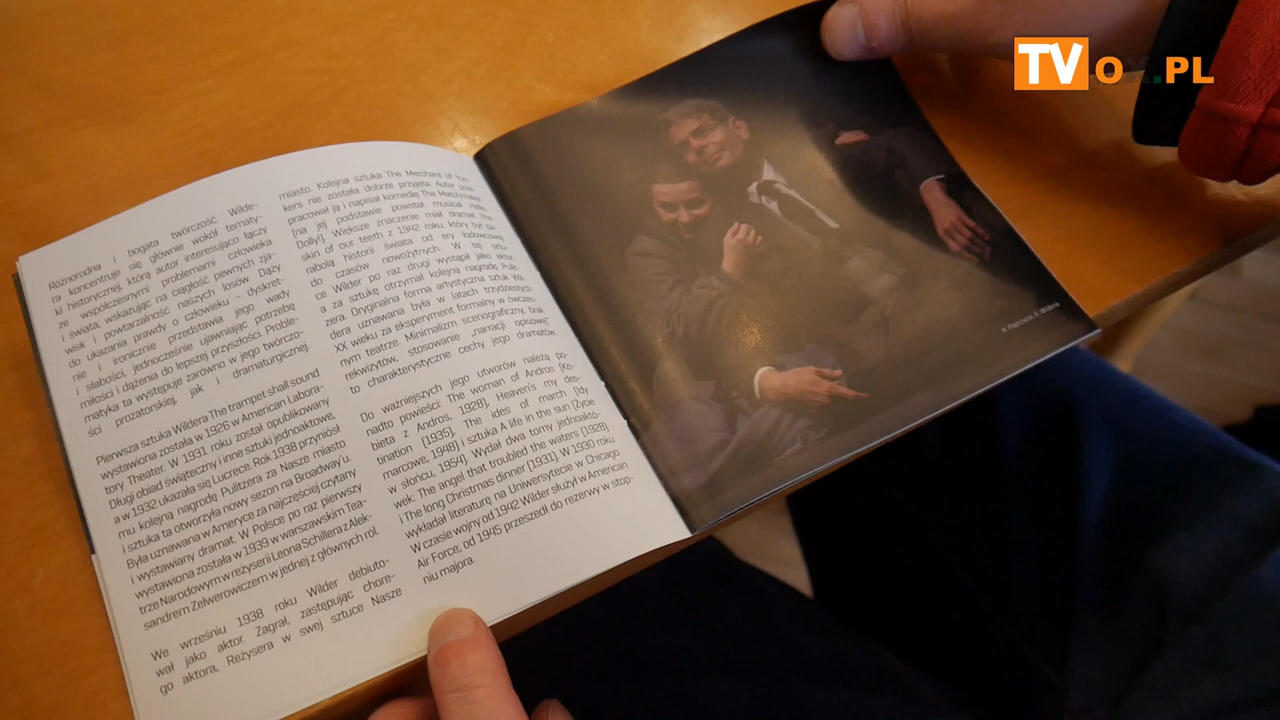 Różnorodna i bogata twórczość Wilde-
ra koncentruje się głównie wokół tematy-
ki historycznej, którą autor interesująco łączy
ze współczesnymi problemami człowieka
i świata, wskazując na ciągłość pewnych zja-
wisk i powtarzalność naszych losów. Dąży
do ukazania prawdy o człowieku – dyskret-
nie i ironicznie przedstawia jego wady
i słabości, jednocześnie ujawniając potrzebę
miłości i dążenia do lepszej przyszłości. Proble-
matyka ta występuje zarówno w jego twórczo-
ści prozatorskiej, jak i dramaturgicznej.
Pierwsza sztuka Wildera The trampet shall sound
wystawiona została w 1926 w American Labora-
tory Theater. W 1931 roku został opublikowany
Długi obiad świąteczny i inne sztuki jednoaktowe,
a w 1932 ukazała się Lucrece. Rok 1938 przyniósł
mu kolejną nagrodę Pulitzera za Nasze miasto
i sztuka ta otworzyła nowy sezon na Broadway'u.
Była uznawana w Ameryce za najczęściej czytany
i wystawiany dramat. W Polsce po raz pierwszy
wystawiona została w 1939 w warszawskim Tea-
trze Narodowym w reżyserii Leona Schillera z Alek-
sandrem Zelwerowiczem w jednej z głównych rol.
We wrześniu 1938 roku Wilder debiuto-
wał jako aktor. Zagrał, zastępując chore-
go aktora, Reżysera w swej sztuce Nasze
miasto. Kolejna sztuka The Merchant of Yon-
kers nie została dobrze przyjęta. Autor prze-
pracował ją i napisał komedię The Matchmaker
(na jej podstawie powstał musical Hello,
Dolly!). Większe znaczenie miał dramat The
skin of our teeth z 1942 roku, który był pa-
rabolą historii świata od ery lodowcowej
do czasów nowożytnych. W tej sztu-
ce Wilder po raz drugi wystąpił jako aktor,
a za sztukę otrzymał kolejną nagrodę Pulit-
zera. Oryginalna forma artystyczna sztuk Wil-
dera uznawana była w latach trzydziestych
XX wieku za eksperyment formalny w ówczes-
nym teatrze. Minimalizm scenograficzny, brak
rekwizytów, stosowanie „narracji opisowej"
to charakterystyczne cechy jego dramatów.
Do ważniejszych jego utworów należą po-
nadto powieści: The woman of Andros [Ko-
bieta z Andros, 1928], Heaven's my des-
tination [1935], The ides of march [Idy
marcowe, 1948] i sztuka A life in the sun [Życie
w słońcu, 1954]. Wydał dwa tomy jednoaktó-
wek: The angel that troubled the waters [1928]
i The long Christmas dinner [1931]. W 1930 roku
wykładał literaturę na Uniwersytecie w Chicago.
W czasie wojny od 1942 Wilder służył w American
Air Force; od 1945 przeszedł do rezerwy w stop-
niu majora.
TVox.PL